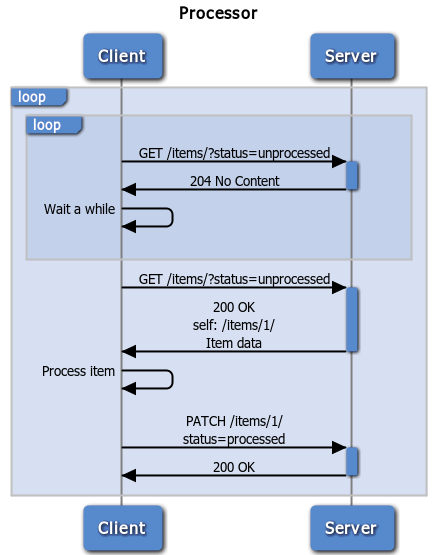 Processor
Client Server
loop
loop
GET /items/?status=unprocessed
204 No Content
Wait a while
GET /items/?status=unprocessed
200 OK
self: /items/1/
Item data
Process item
PATCH /items/1/
status=processed
200 OK
Client Server